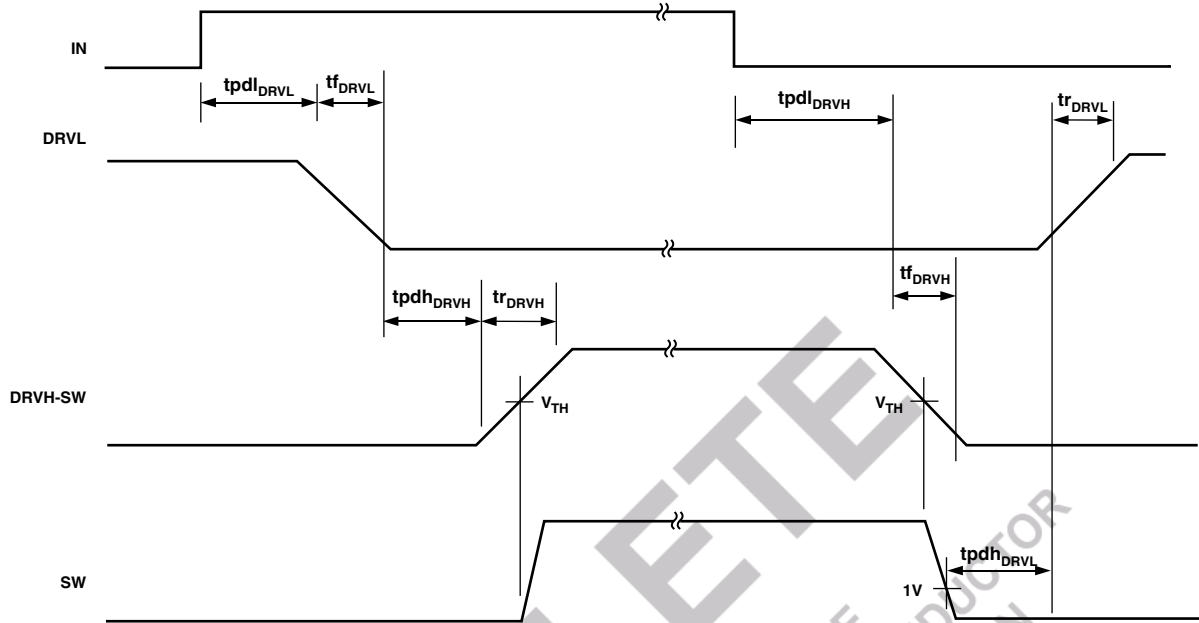 IN
tpdlDRVL
tfDRVL
tpdlDRVH
trDRVL
DRVL
tfDRVH
tpdhDRVH
trDRVH
DRVH-SW
VTH
VTH
SW
1V
tpdhDRVL